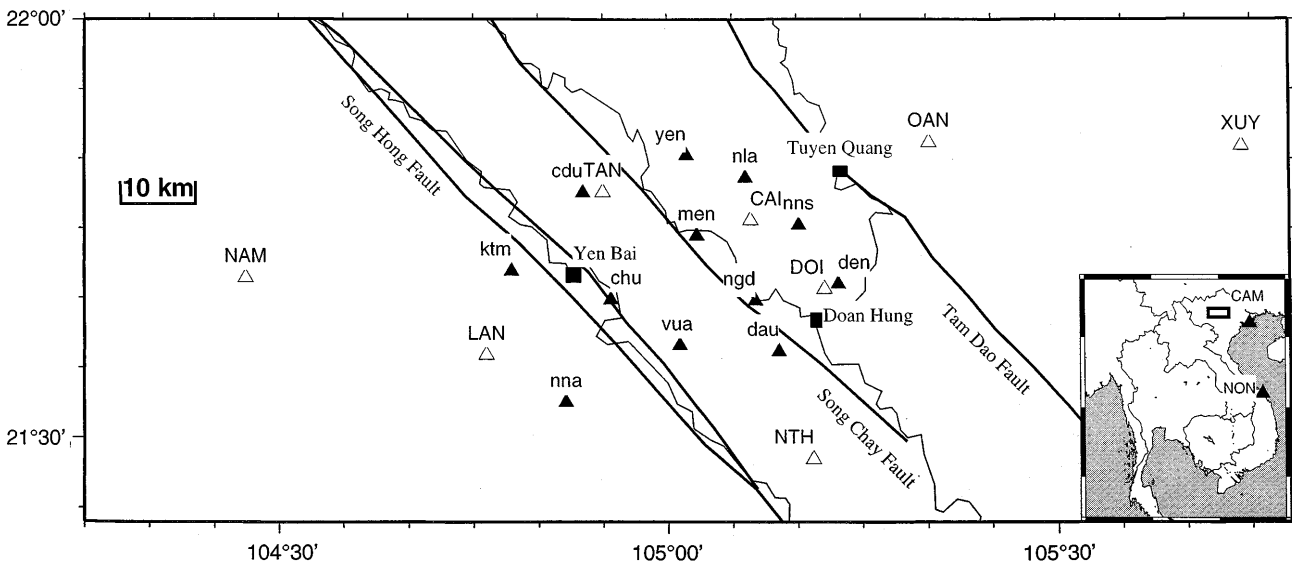 22°00'
OAN
XUY
yen
Tuyen Quang
nla
Song Hong Fault
cdu TAN
10 km
CAI nns
men
NAM
ktm
Yen Bai
DOI den
chu
ngd
CAM
Doan Hung
vua
dau
LAN
Tam Dao Fault
nna
NON
Song Chay Fault
NTH
21°30'
104°30' 105°00' 105°30'